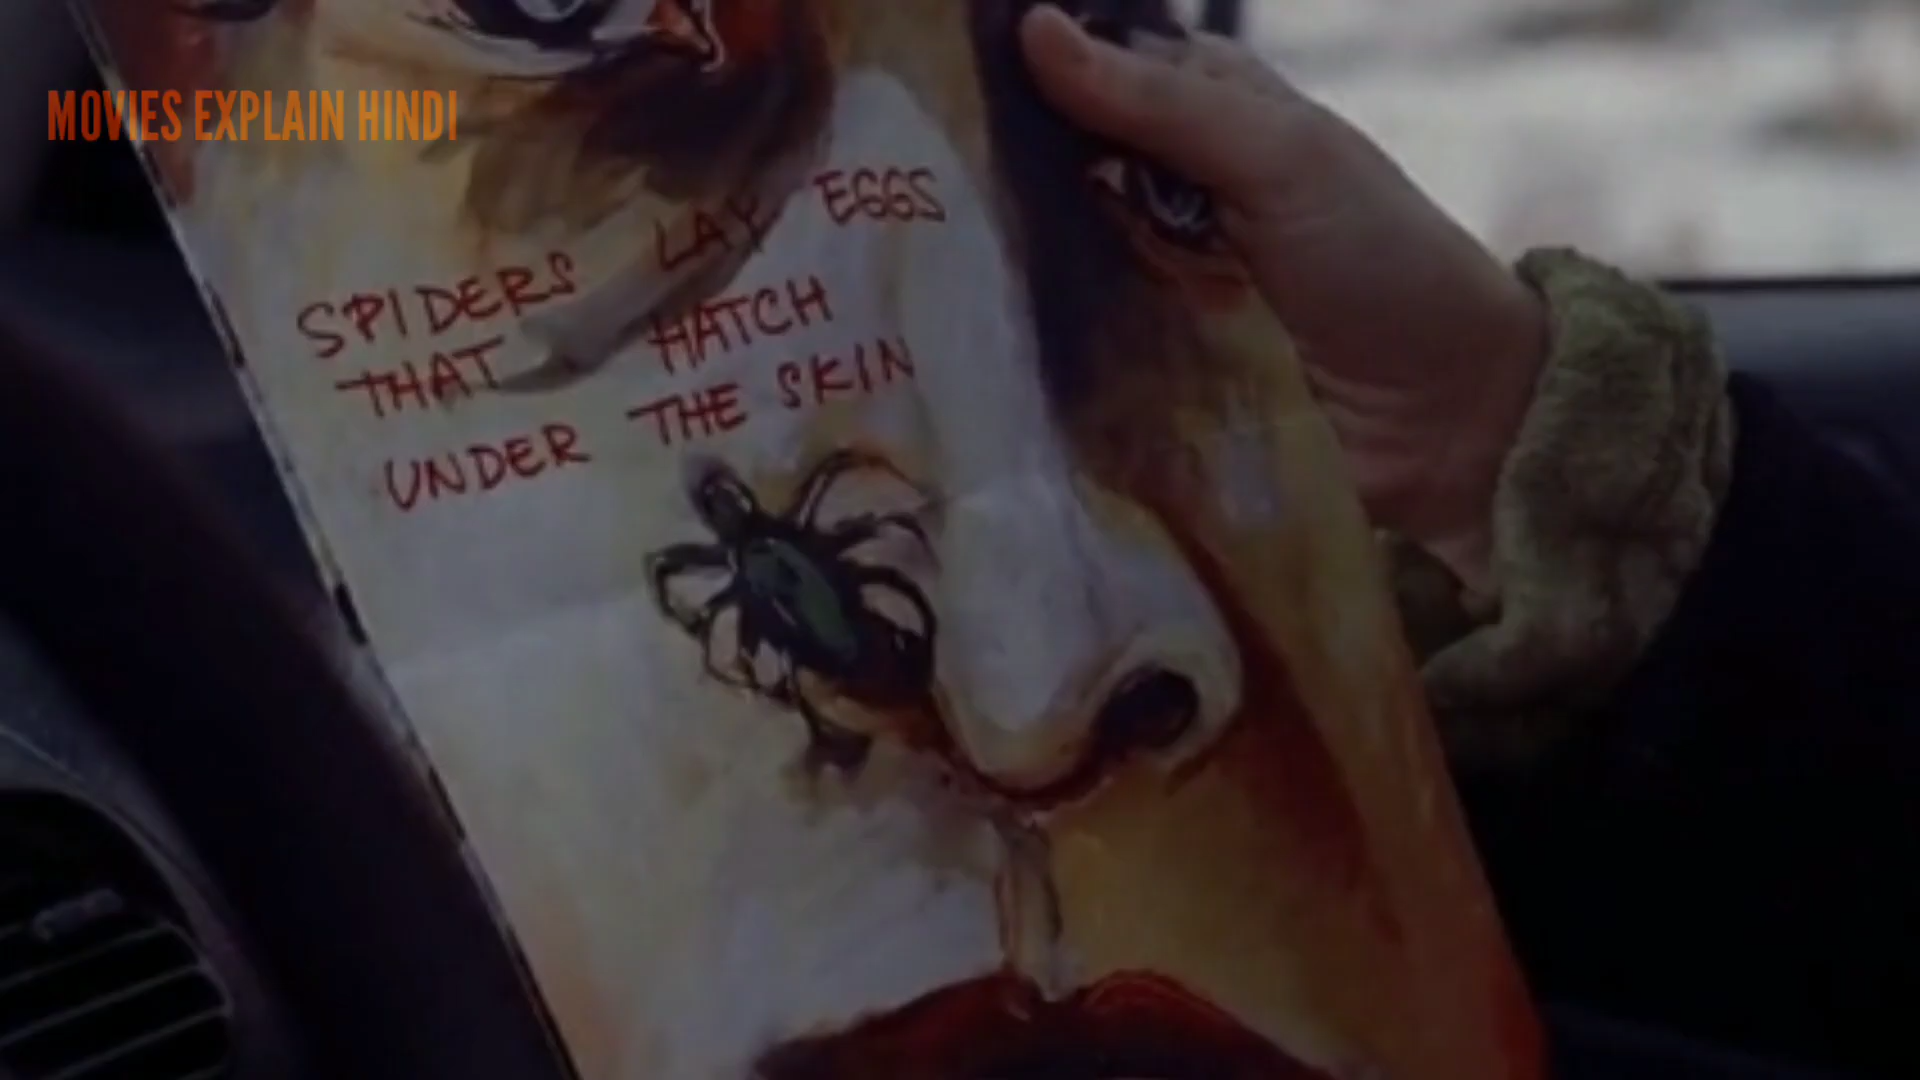 MOVIES EXPLAIN HINDI
SPIDERS LAY EGGS
THAT HATCH
UNDER THE SKIN